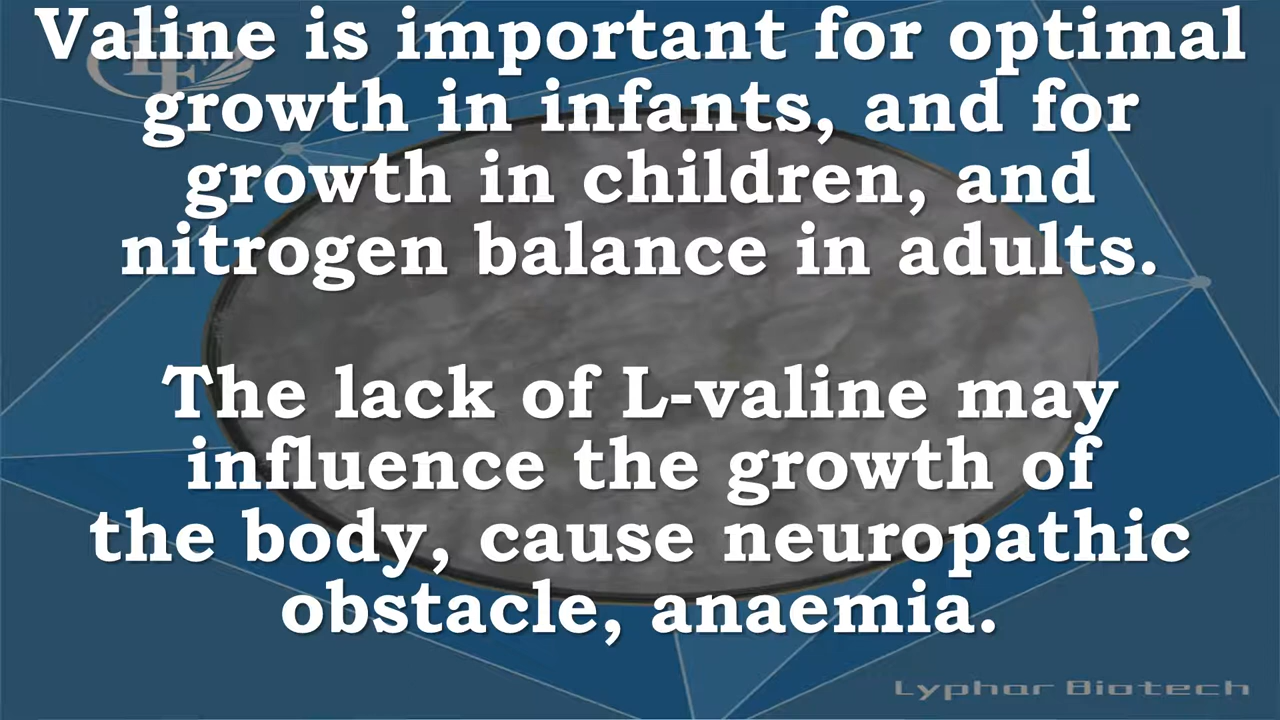 Valine is important for optimal
growth in infants, and for
growth in children, and
nitrogen balance in adults.
The lack of L-valine may
influence the growth of
the body, cause neuropathic
obstacle, anaemia.
Lyphar Biotech